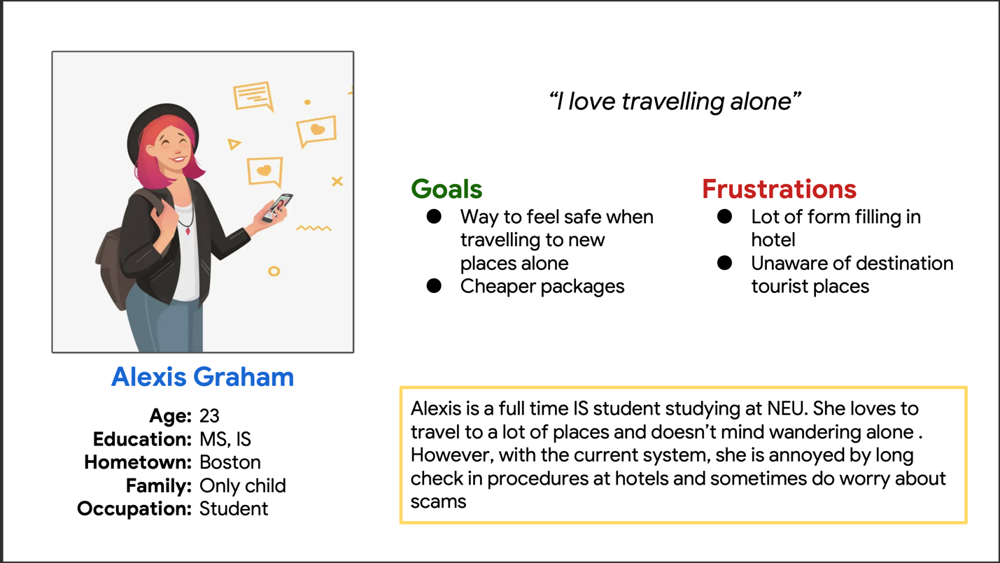 “I love travelling alone”
Goals
● Way to feel safe when
travelling to new
places alone
● Cheaper packages
Frustrations
● Lot of form filling in
hotel
● Unaware of destination
tourist places
Alexis Graham
Age: 23
Education: MS, IS
Hometown: Boston
Family: Only child
Occupation: Student
Alexis is a full time IS student studying at NEU. She loves to
travel to a lot of places and doesn’t mind wandering alone .
However, with the current system, she is annoyed by long
check in procedures at hotels and sometimes do worry about
scams